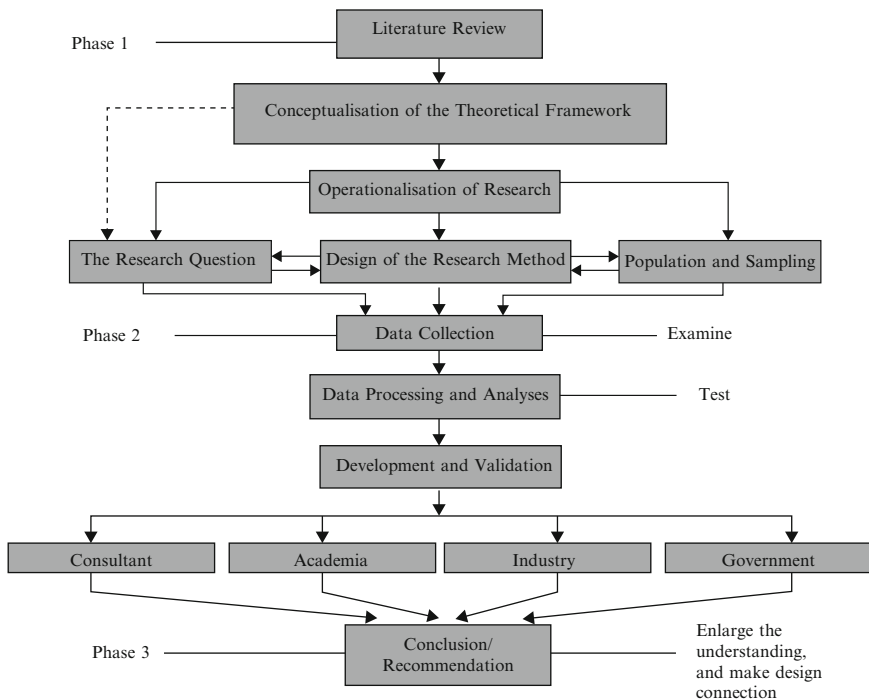 Literature Review
Phase 1
Conceptualisation of the Theoretical Framework
Operationalisation of Research
The Research Question
Design of the Research Method
Population and Sampling
Phase 2
Data Collection
Examine
Data Processing and Analyses
Test
Development and Validation
Consultant
Academia
Industry
Government
Phase 3
Conclusion/
Recommendation
Enlarge the
understanding,
and make design
connection